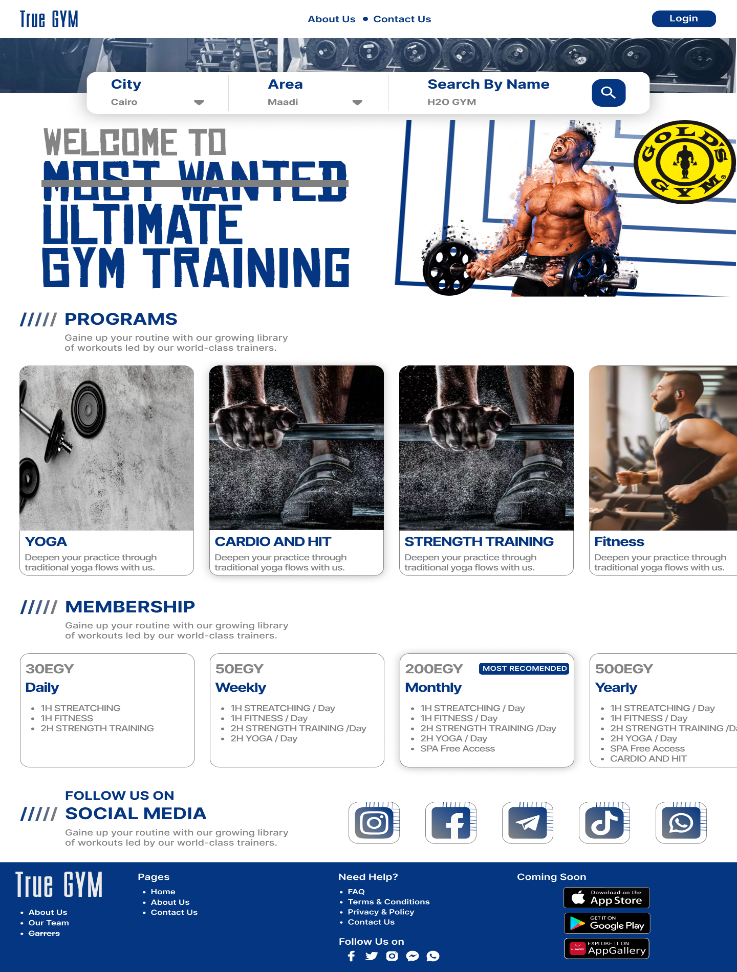 True GYM
About Us • Contact Us
Login
City
Cairo
Area
Maadi
Search By Name
H2O GYM
WELCOME TO
MOST WANTED
ULTIMATE
GYM TRAINING
GOLD'S
GYM®
PROGRAMS
Gaine up your routine with our growing library
of workouts led by our world-class trainers.
YOGA
Deepen your practice through
traditional yoga flows with us.
CARDIO AND HIT
Deepen your practice through
traditional yoga flows with us.
STRENGTH TRAINING
Deepen your practice through
traditional yoga flows with us.
Fitness
Deepen your practice through
traditional yoga flows with us.
MEMBERSHIP
Gaine up your routine with our growing library
of workouts led by our world-class trainers.
30EGY
Daily
• 1H STREATCHING
• 1H FITNESS
• 2H STRENGTH TRAINING
50EGY
Weekly
• 1H STREATCHING / Day
• 1H FITNESS / Day
• 2H STRENGTH TRAINING /Day
• 2H YOGA / Day
200EGY
MOST RECOMENDED
Monthly
• 1H STREATCHING / Day
• 1H FITNESS / Day
• 2H STRENGTH TRAINING /Day
• 2H YOGA / Day
• SPA Free Access
500EGY
Yearly
• 1H STREATCHING / Day
• 1H FITNESS / Day
• 2H STRENGTH TRAINING /D
• 2H YOGA / Day
• SPA Free Access
• CARDIO AND HIT
FOLLOW US ON
SOCIAL MEDIA
Gaine up your routine with our growing library
of workouts led by our world-class trainers.
True GYM
• About Us
• Our Team
• Garrers
Pages
• Home
• About Us
• Contact Us
Need Help?
• FAQ
• Terms & Conditions
• Privacy & Policy
• Contact Us
Follow Us on
Coming Soon
Download on the
App Store
GET IT ON
Google Play
EXPLORE IT ON
AppGallery